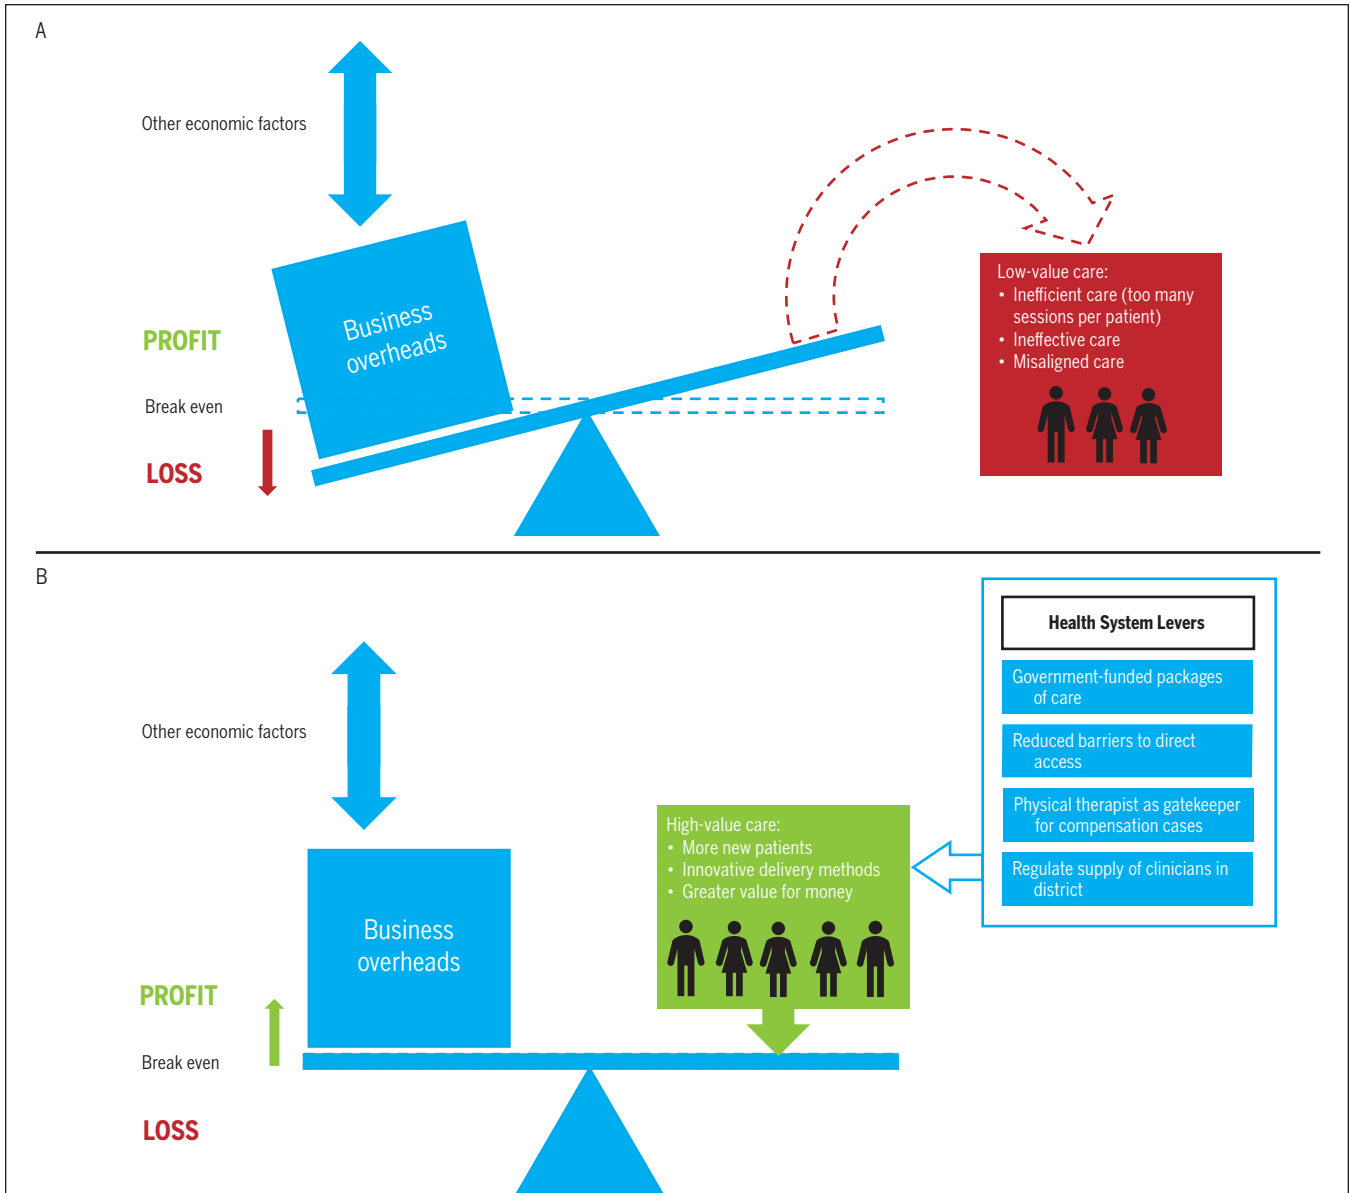 A
Other economic factors
Business
overheads
PROFIT
Break even
LOSS
Low-value care:
• Inefficient care (too many
sessions per patient)
• Ineffective care
• Misaligned care
B
Other economic factors
Business
overheads
PROFIT
Break even
LOSS
High-value care:
• More new patients
• Innovative delivery methods
• Greater value for money
Health System Levers
Government-funded packages
of care
Reduced barriers to direct
access
Physical therapist as gatekeeper
for compensation cases
Regulate supply of clinicians in
district